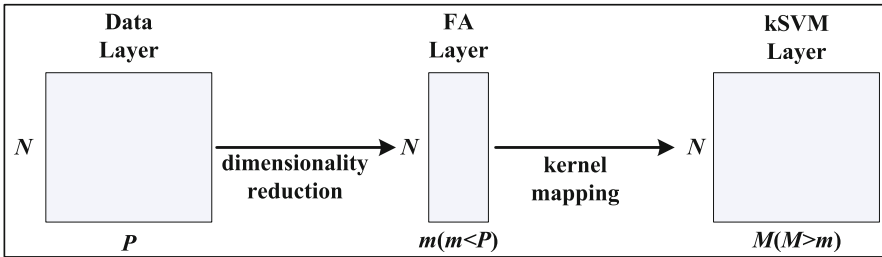 Data
Layer
FA
Layer
kSVM
Layer
N
dimensionality
reduction
N
kernel
mapping
N
P
m(m<P)
M(M>m)